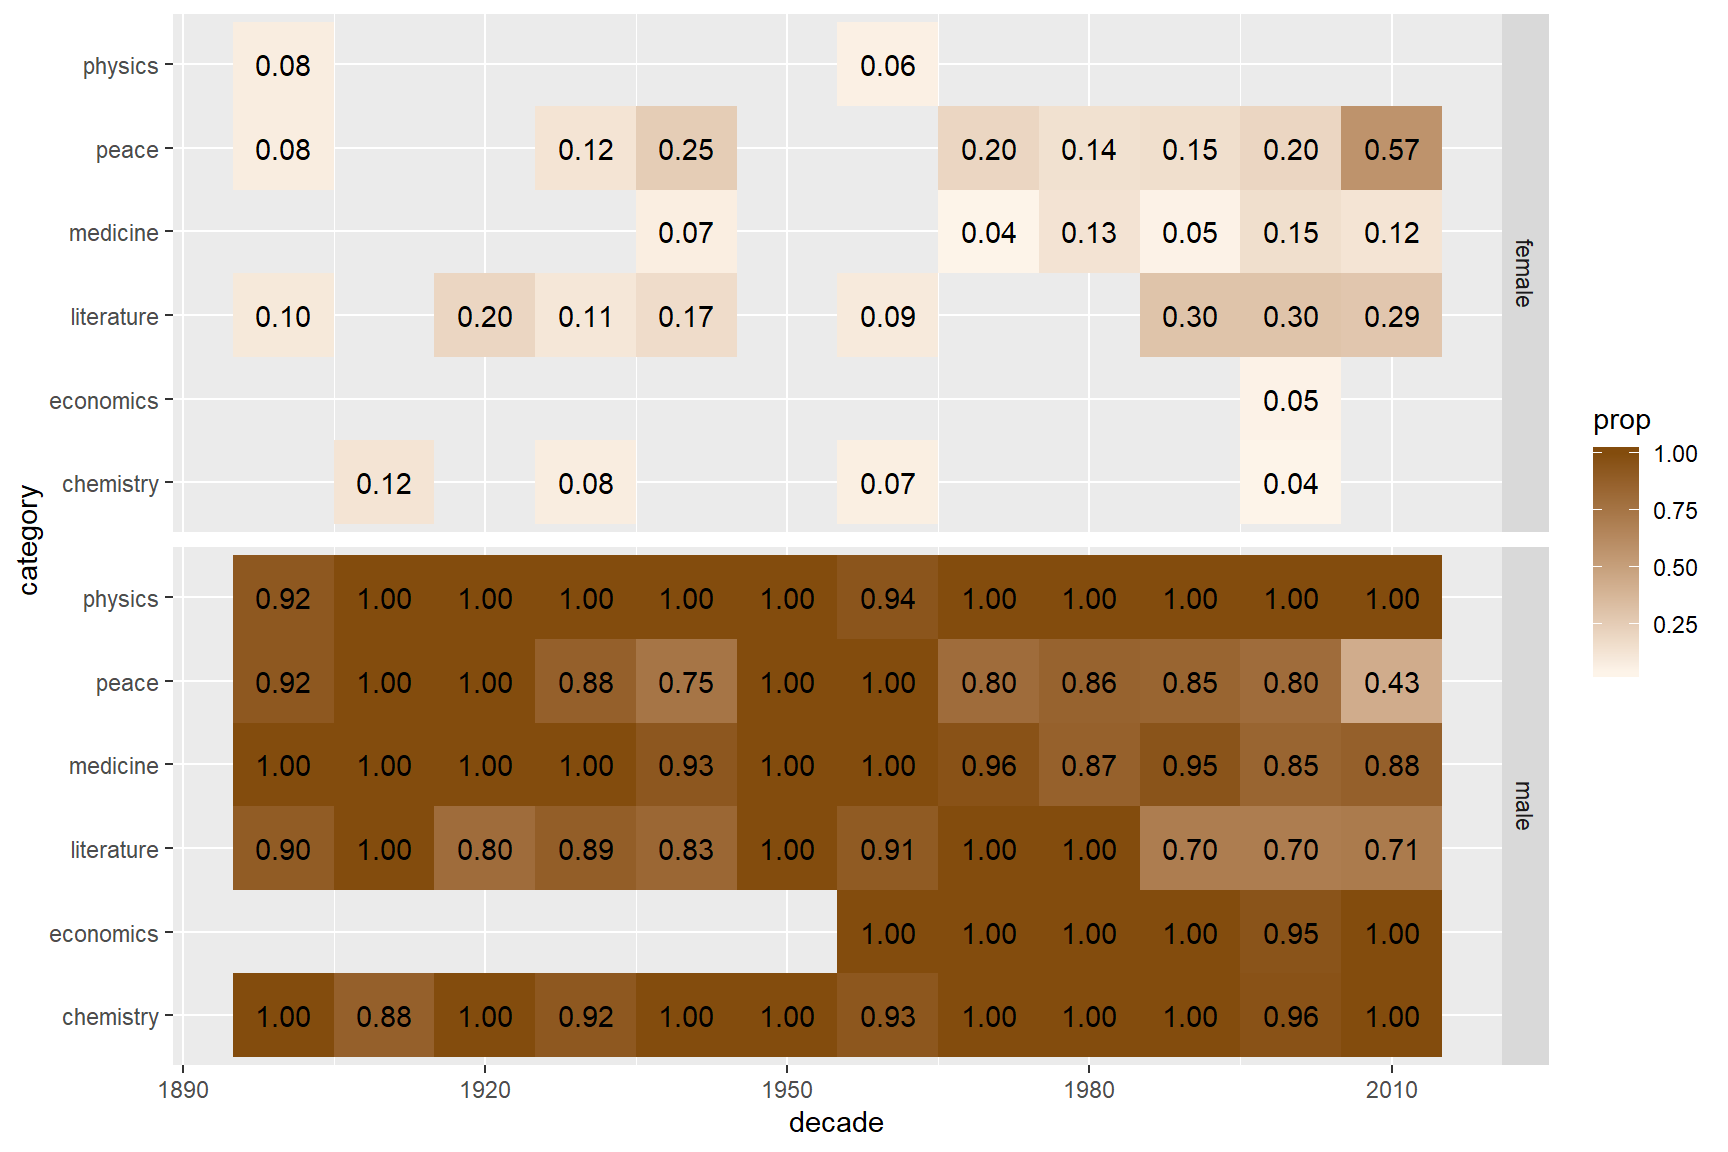 physics 0.08 0.06
peace 0.08 0.12 0.25 0.20 0.14 0.15 0.20 0.57
medicine 0.07 0.04 0.13 0.05 0.15 0.12
female
literature 0.10 0.20 0.11 0.17 0.09 0.30 0.30 0.29
economics 0.05
chemistry 0.12 0.08 0.07 0.04
category
physics 0.92 1.00 1.00 1.00 1.00 1.00 0.94 1.00 1.00 1.00 1.00 1.00
peace 0.92 1.00 1.00 0.88 0.75 1.00 1.00 0.80 0.86 0.85 0.80 0.43
medicine 1.00 1.00 1.00 1.00 0.93 1.00 1.00 0.96 0.87 0.95 0.85 0.88
male
literature 0.90 1.00 0.80 0.89 0.83 1.00 0.91 1.00 1.00 0.70 0.70 0.71
economics 1.00 1.00 1.00 1.00 0.95 1.00
chemistry 1.00 0.88 1.00 0.92 1.00 1.00 0.93 1.00 1.00 1.00 0.96 1.00
1890 1920 1950 1980 2010
decade
prop
1.00
0.75
0.50
0.25